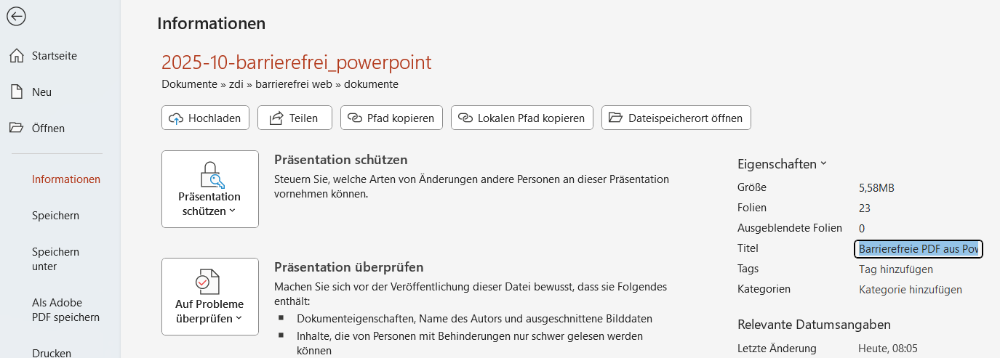 Informationen
Startseite
Neu
Öffnen
Informationen
Speichern
Speichern
unter
Als Adobe
PDF speichern
Drucken
2025-10-barrierefrei_powerpoint
Dokumente » zdi » barrierefrei web » dokumente
Hochladen
Teilen
Pfad kopieren
Lokalen Pfad kopieren
Dateispeicherort öffnen
Präsentation
schützen
Präsentation schützen
Steuern Sie, welche Arten von Änderungen andere Personen an dieser Präsentation
vornehmen können.
Auf Probleme
überprüfen
Präsentation überprüfen
Machen Sie sich vor der Veröffentlichung dieser Datei bewusst, dass sie Folgendes
enthält:
Dokumenteigenschaften, Name des Autors und ausgeschnittene Bilddaten
Inhalte, die von Personen mit Behinderungen nur schwer gelesen werden
können
Eigenschaften
Größe 5,58MB
Folien 23
Ausgeblendete Folien 0
Titel Barrierefreie PDF aus Pow
Tags Tag hinzufügen
Kategorien Kategorie hinzufügen
Relevante Datumsangaben
Letzte Änderung Heute, 08:05